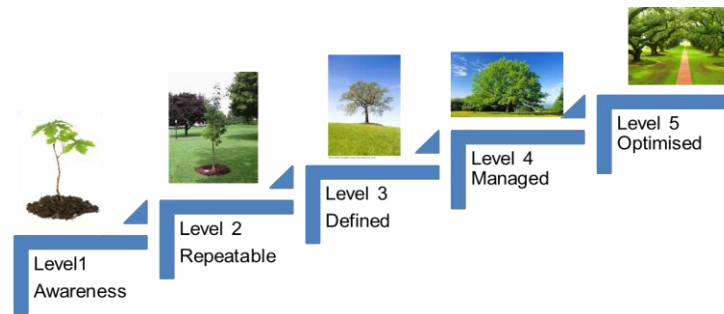 Level1
Awareness
Level 2
Repeatable
Level 3
Defined
Level 4
Managed
Level 5
Optimised